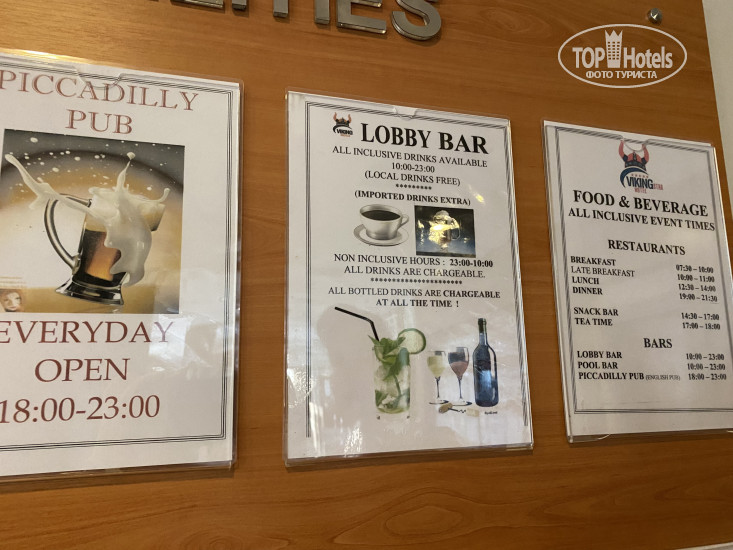 TIES
TOP Hotels
ФОТО ТУРИСТА
PICCADILLY
PUB
EVERYDAY
OPEN
18:00-23:00
VIKING
LOBBY BAR
ALL INCLUSIVE DRINKS AVAILABLE
10:00-23:00
(LOCAL DRINKS FREE)
*********
(IMPORTED DRINKS EXTRA)
NON INCLUSIVE HOURS : 23:00-10:00
ALL DRINKS ARE CHARGEABLE.
**********************
ALL BOTTLED DRINKS ARE CHARGEABLE
AT ALL THE TIME !
VIKING STAR
HOTEL
FOOD & BEVERAGE
ALL INCLUSIVE EVENT TIMES
RESTAURANTS
BREAKFAST 07:30 – 10:00
LATE BREAKFAST 10:00 – 11:00
LUNCH 12:30 – 14:00
DINNER 19:00 - 21:30
SNACK BAR 14:30 – 17:00
TEA TIME 17:00 – 18:00
BARS
LOBBY BAR 10:00 – 23:00
POOL BAR 10:00 – 23:00
PICCADILLY PUB (ENGLISH PUB) 18:00 – 23:00